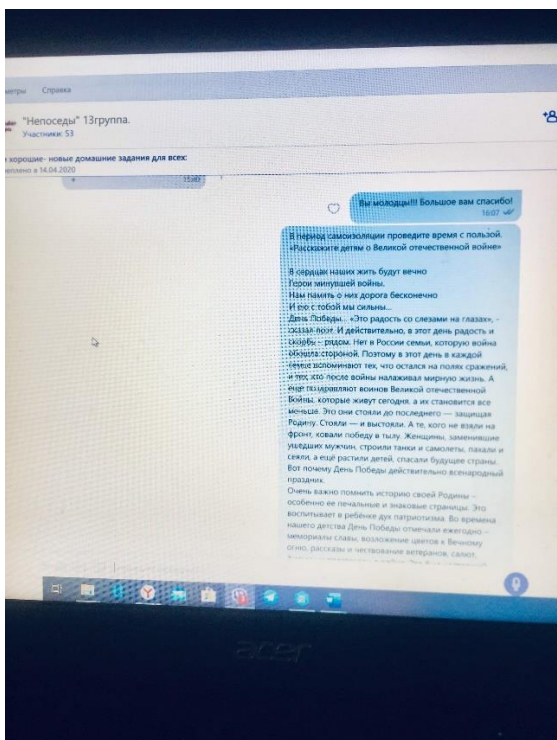 метры Справка
"Непоседы" 13группа.
Участники: 53
хорошие- новые домашние задания для всех:
реплено в 14.04.2020
Вы молодцы!!! Большое вам спасибо!
16:07
В период самоизоляции проведите время с пользой.
«Расскажите детям о Великой отечественной войне»
В сердцах наших жить будут вечно
Герои минувшей войны.
Нам память о них дорога бесконечно
И ею с тобой мы сильны...
День Победы... «Это радость со слезами на глазах», -
сказал поэт. И действительно, в этот день радость и
скорбь – рядом. Нет в России семьи, которую война
обошла стороной. Поэтому в этот день в каждой
семье вспоминают тех, что остался на полях сражений,
и тех, кто после войны налаживал мирную жизнь. А
ещё поздравляют воинов Великой отечественной
Войны, которые живут сегодня, а их становится все
меньше. Это они стояли до последнего — защищая
Родину. Стояли — и выстояли. А те, кого не взяли на
фронт, ковали победу в тылу. Женщины, заменившие
ушедших мужчин, строили танки и самолеты, пахали и
сеяли, а ещё растили детей, спасали будущее страны.
Вот почему День Победы действительно всенародный
праздник.
Очень важно помнить историю своей Родины –
особенно ее печальные и знаковые страницы. Это
воспитывает в ребёнке дух патриотизма. Во времена
нашего детства День Победы отмечали ежегодно –
мемориалы славы, возложение цветов к Вечному
огню, рассказы и чествование ветеранов, салют,
acer